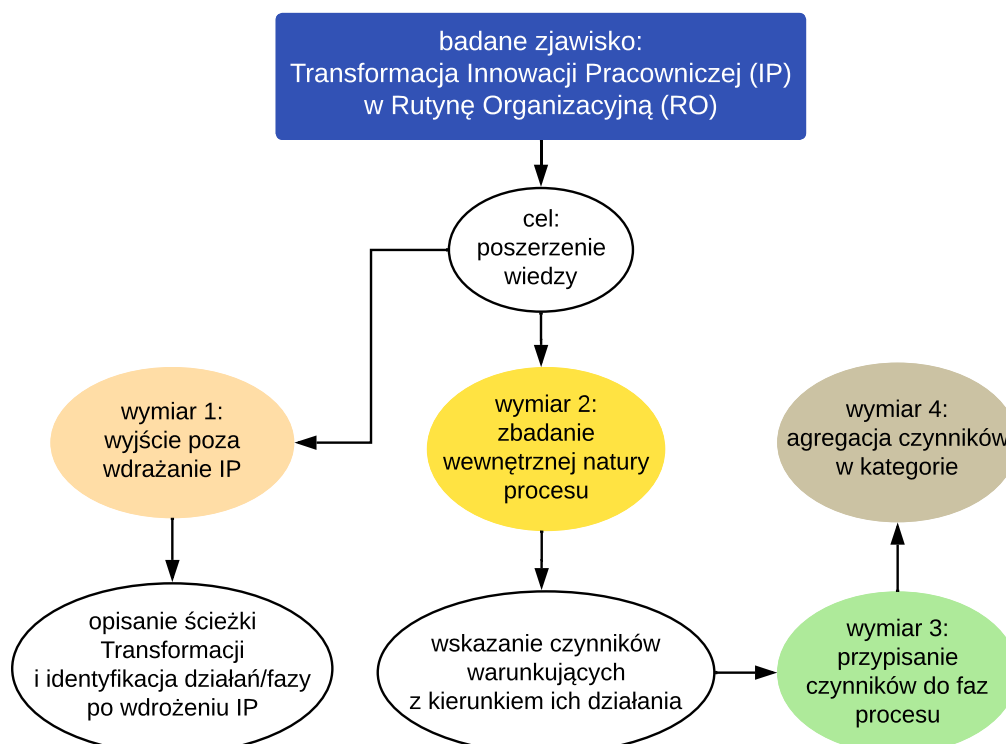 badane zjawisko:
Transformacja Innowacji Pracowniczej (IP)
w Rutynę Organizacyjną (RO)
cel:
poszerzenie
wiedzy
wymiar 1:
wyjście poza
wdrażanie IP
wymiar 2:
zbadanie
wewnętrznej natury
procesu
wymiar 4:
agregacja czynników
w kategorie
opisanie ścieżki
Transformacji
i identyfikacja działań/fazy
po wdrożeniu IP
wskazanie czynników
warunkujących
z kierunkiem ich działania
wymiar 3:
przypisanie
czynników do faz
procesu